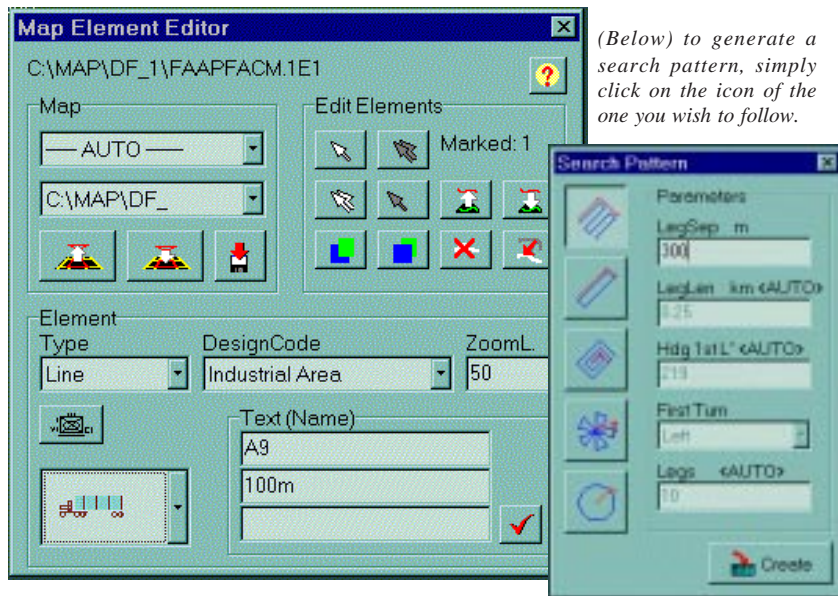 Map Element Editor
C:\MAP\DF_1\FAAPFACM.1E1
Map
AUTO
C:\MAP\DF_
Edit Elements
Marked: 1
Element
Type
DesignCode
ZoomL.
Line
Industrial Area
50
Text (Name)
A9
100m
(Below) to generate a
search pattern, simply
click on the icon of the
one you wish to follow.
Search Pattern
Parameters
LegSep m
300
LegLen km <AUTO>
Hdg 1st L' <AUTO>
219
First Turn
Left
Legs <AUTO>
10
Create